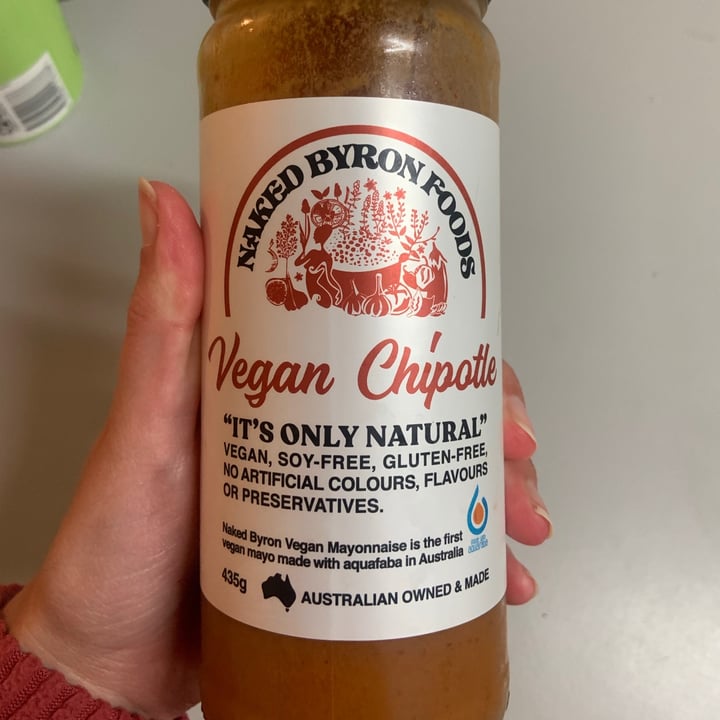 NAKED BYRON FOODS
Vegan Chipotle
"IT'S ONLY NATURAL"
VEGAN, SOY-FREE, GLUTEN-FREE,
NO ARTIFICIAL COLOURS, FLAVOURS
OR PRESERVATIVES.
Naked Byron Vegan Mayonnaise is the first
vegan mayo made with aquafaba in Australia
435g
AUSTRALIAN OWNED & MADE